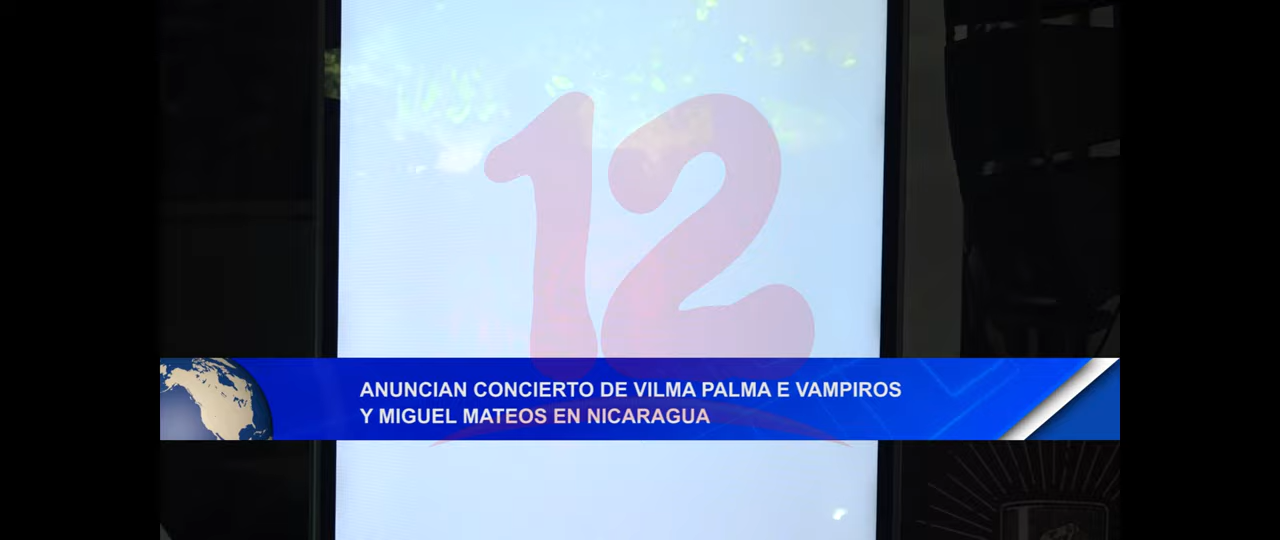 12
ANUNCIAN CONCIERTO DE VILMA PALMA E VAMPIROS
Y MIGUEL MATEOS EN NICARAGUA